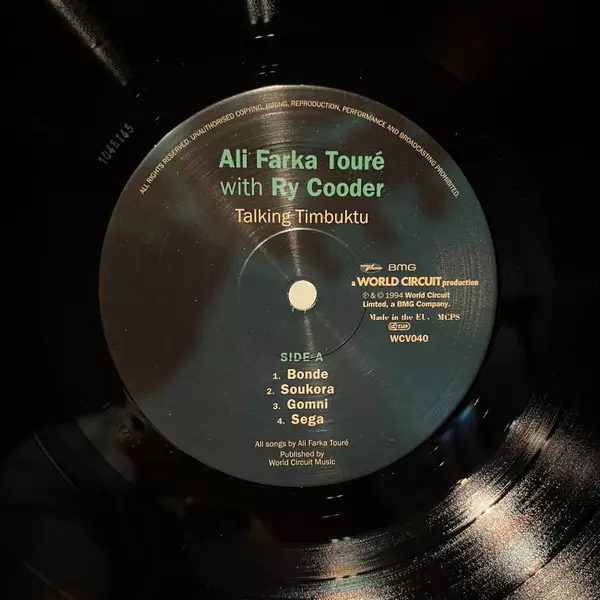 ALL RIGHTS RESERVED. UNAUTHORISED COPYING, HIRING, REPRODUCTION, PERFORMANCE AND BROADCASTING PROHIBITED.
1045145
Ali Farka Touré
with Ry Cooder
Talking Timbuktu
BMG
a WORLD CIRCUIT production
℗ & © 1994 World Circuit
Limted, a BMG Company.
Made in the EU. MCPS
WCV040
SIDE A
1. Bonde
2. Soukora
3. Gomni
4. Sega
All songs by Ali Farka Touré
Published by
World Circuit Music